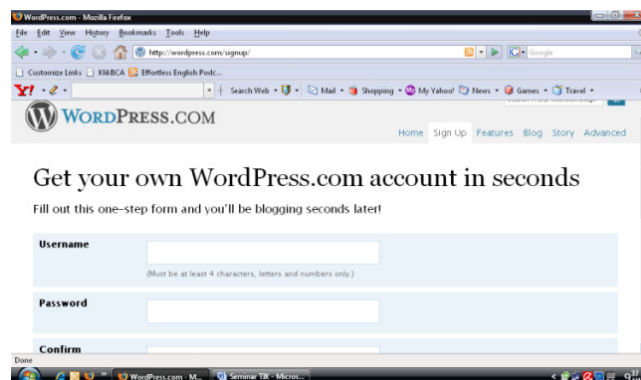 WordPress.com - Mozilla Firefox
File Edit View History Bookmarks Tools Help
http://wordpress.com/signup/ Google
Customize Links Effortless English Podc...
Y! Search Web Mail Shopping My Yahoo! News Games Travel
WORDPRESS.COM
Home Sign Up Features Blog Story Advanced
Get your own WordPress.com account in seconds
Fill out this one-step form and you'll be blogging seconds later!
Username
(Must be at least 4 characters, letters and numbers only.)
Password
Confirm
Done
WordPress.com - M... Seminar TIK - Micros...